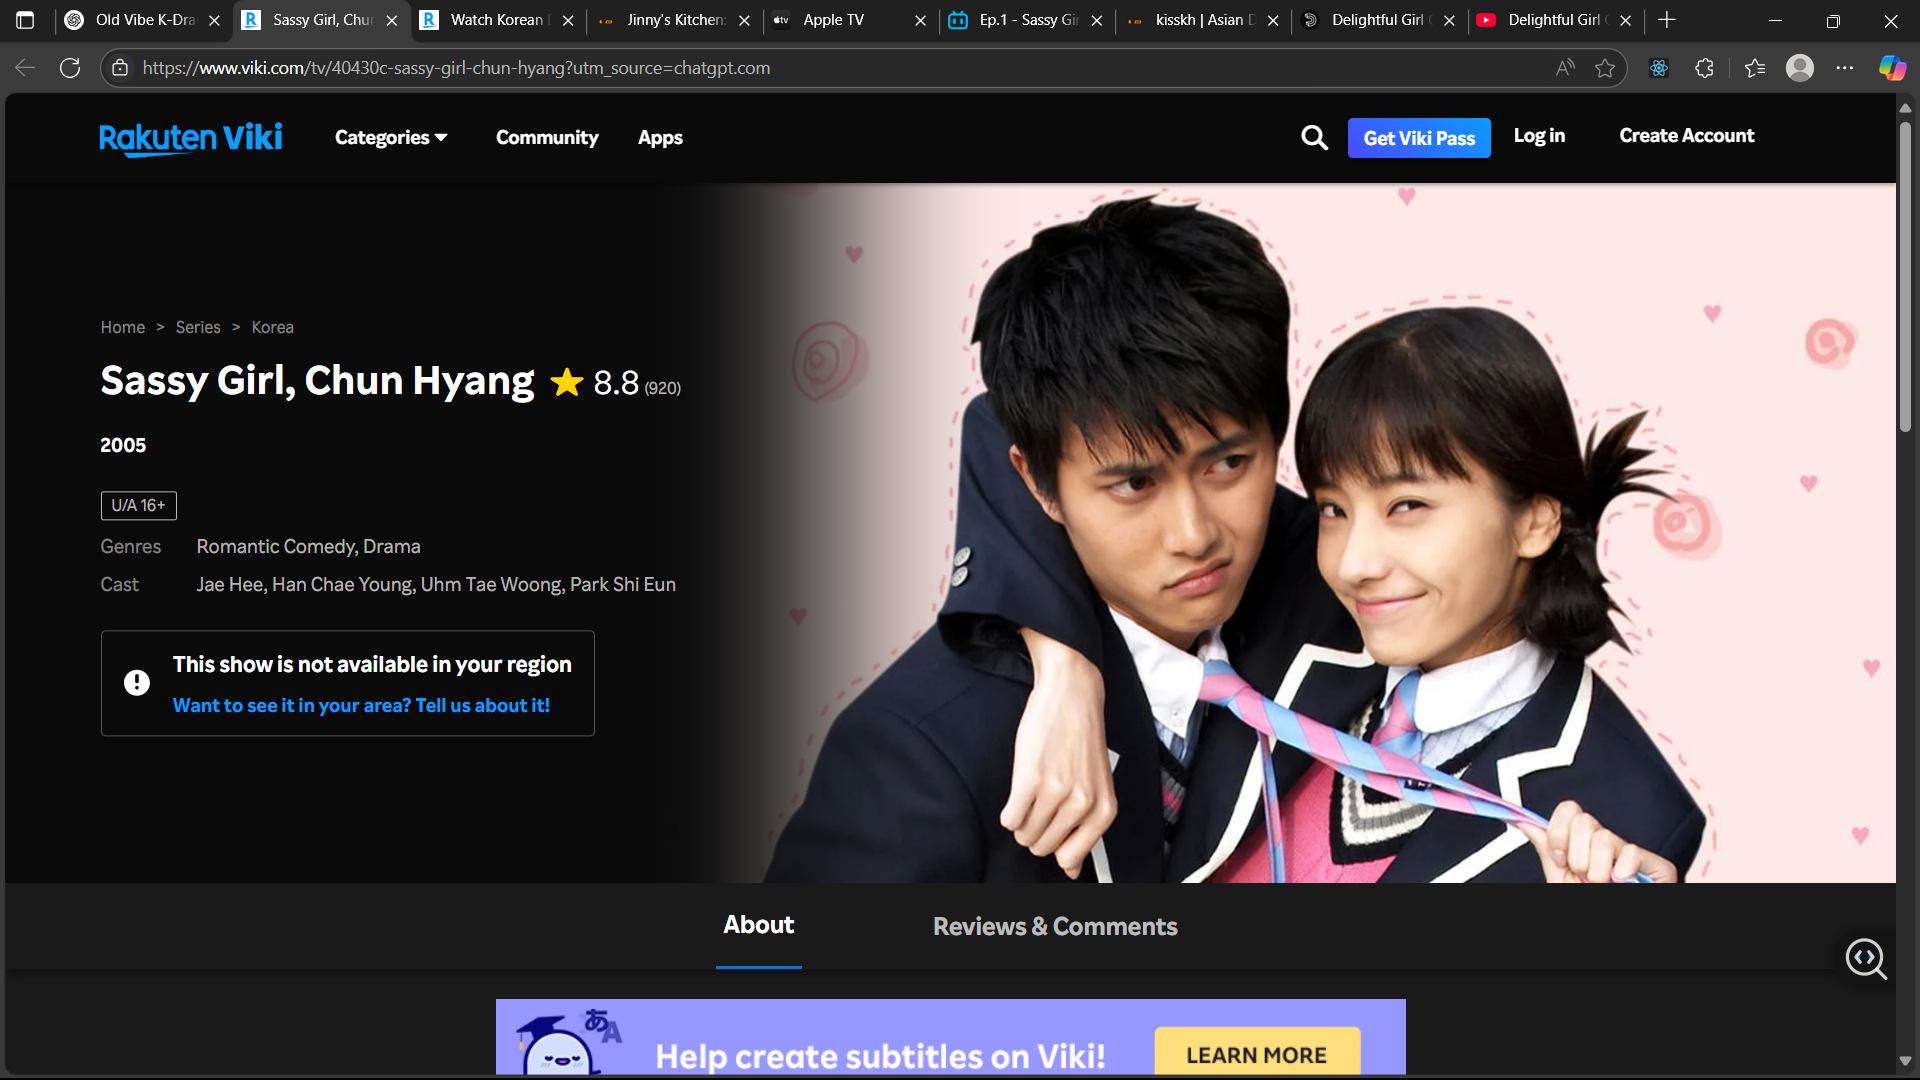 Old Vibe K-Dra
Sassy Girl, Chun
Watch Korean D
Jinny's Kitchen:
Apple TV
Ep.1 - Sassy Gir
kisskh | Asian D
Delightful Girl C
Delightful Girl C
https://www.viki.com/tv/40430c-sassy-girl-chun-hyang?utm_source=chatgpt.com
Rakuten Viki
Categories
Community
Apps
Get Viki Pass
Log in
Create Account
Home > Series > Korea
Sassy Girl, Chun Hyang 8.8 (920)
2005
U/A 16+
Genres Romantic Comedy, Drama
Cast Jae Hee, Han Chae Young, Uhm Tae Woong, Park Shi Eun
This show is not available in your region
Want to see it in your area? Tell us about it!
About
Reviews & Comments
あA
Help create subtitles on Viki!
LEARN MORE